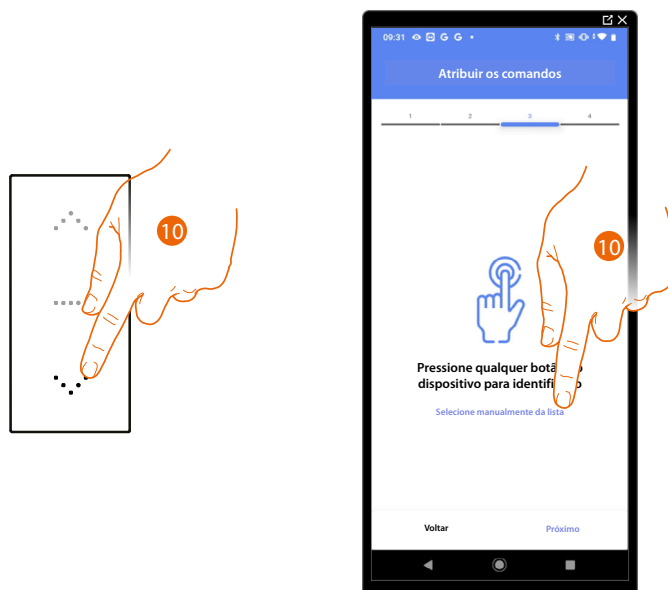 09:31
Atribuir os comandos
1 2 3 4
10
10
Pressione qualquer botã
dispositivo para identifi
Selecione manualmente da lista
Voltar
Próximo